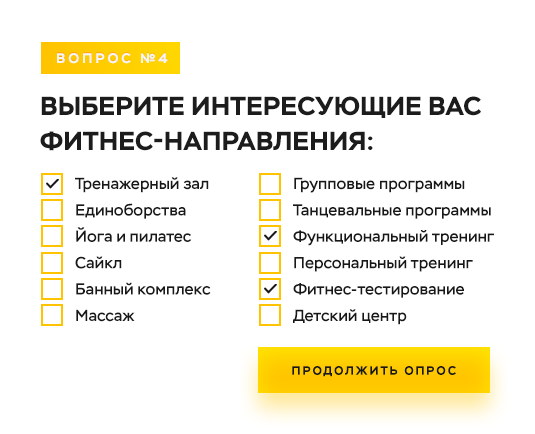 ВОПРОС №4
ВЫБЕРИТЕ ИНТЕРЕСУЮЩИЕ ВАС
ФИТНЕС-НАПРАВЛЕНИЯ:
Тренажерный зал
Единоборства
Йога и пилатес
Сайкл
Банный комплекс
Массаж
Групповые программы
Танцевальные программы
Функциональный тренинг
Персональный тренинг
Фитнес-тестирование
Детский центр
ПРОДОЛЖИТЬ ОПРОС